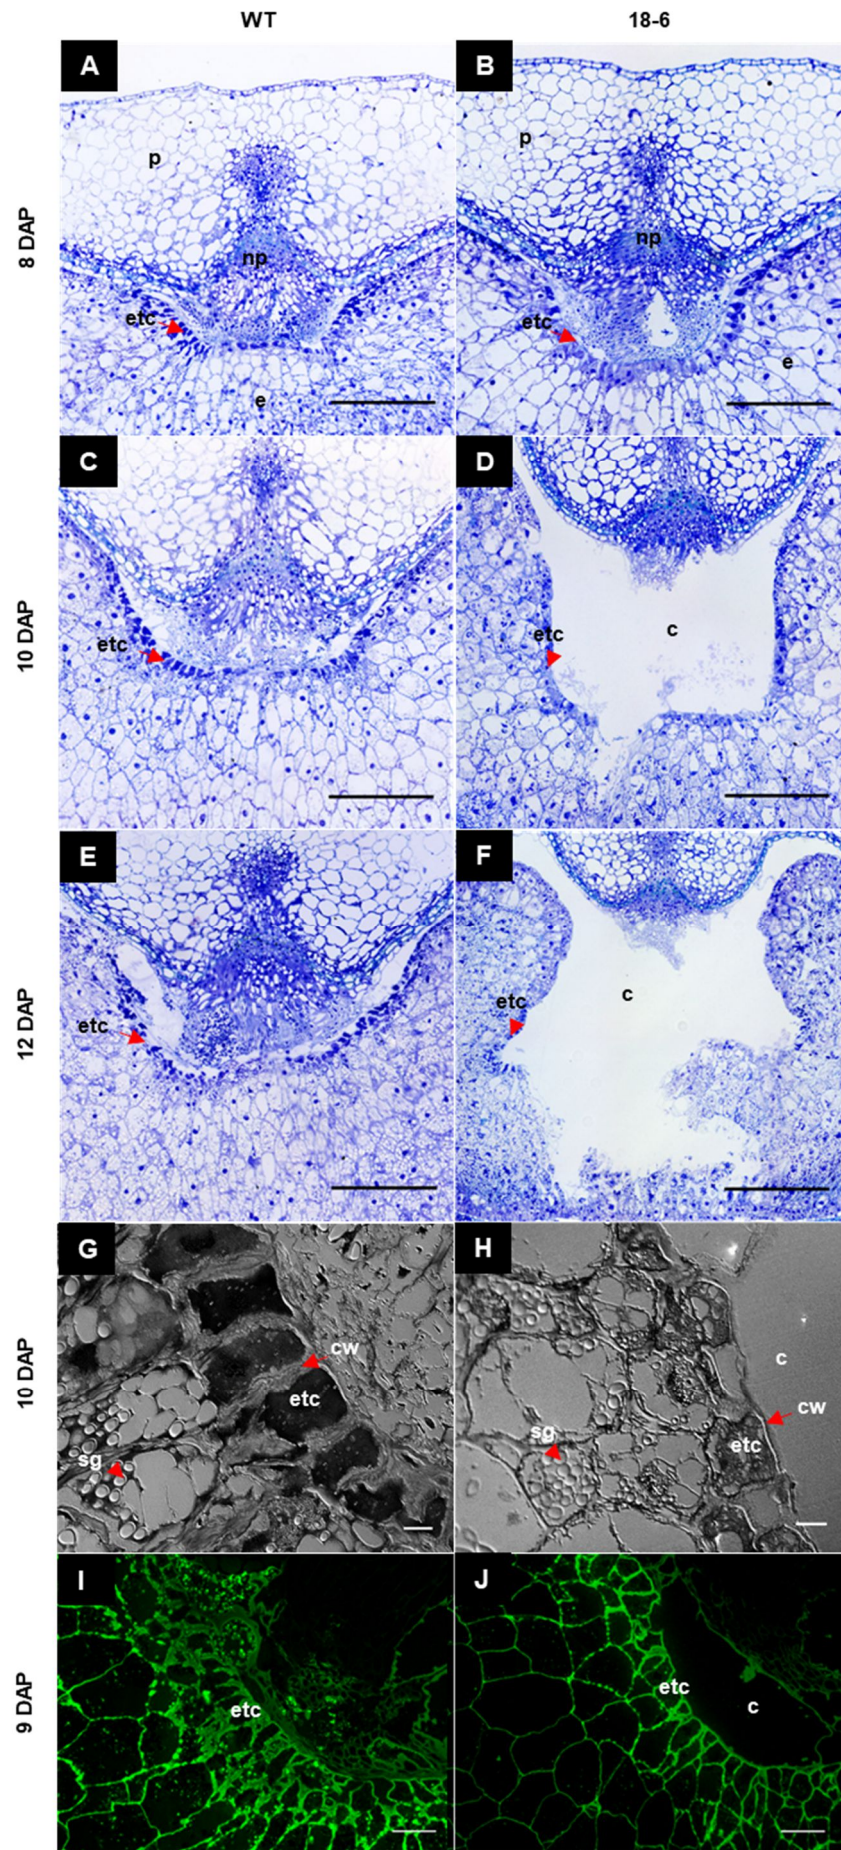 WT 18-6
A B
p p
8 DAP
np np
etc etc
e e
C D
10 DAP
etc etc c
E F
12 DAP
etc etc c
G H
10 DAP
cw c
etc cw
sg sg etc
I J
9 DAP
etc etc c